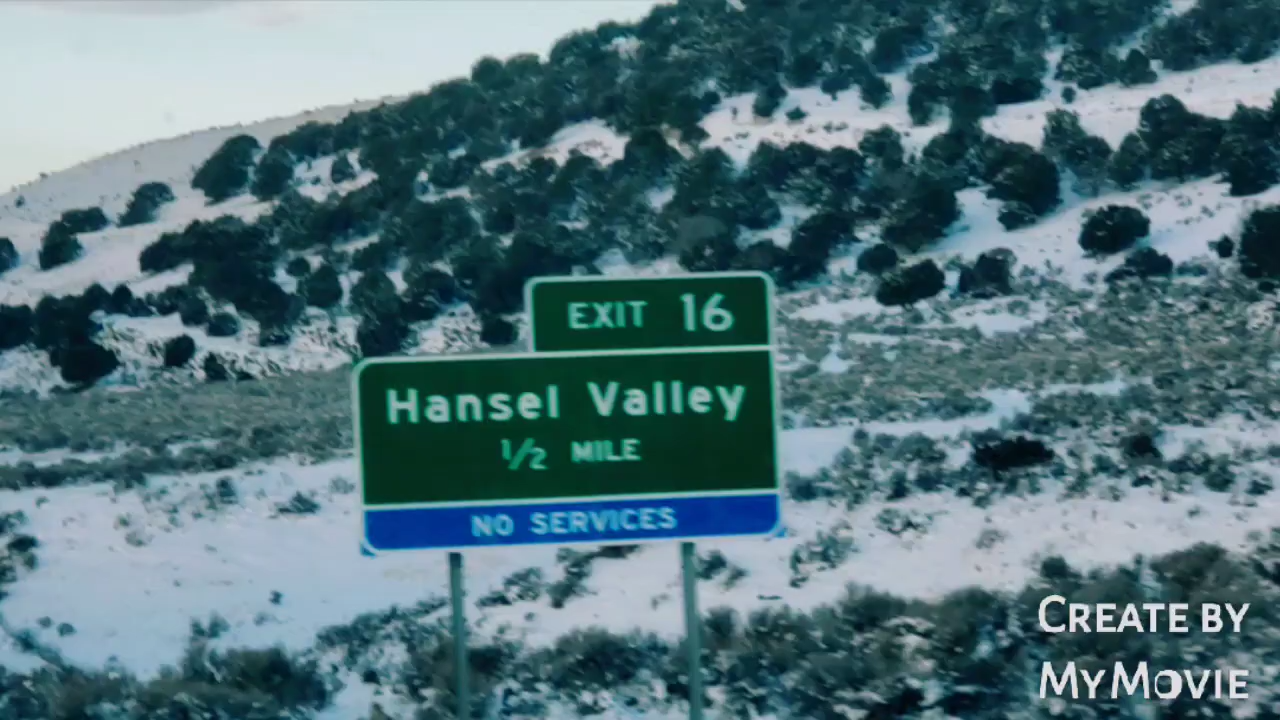 EXIT 16
Hansel Valley
1/2 MILE
NO SERVICES
CREATE BY
MYMOVIE